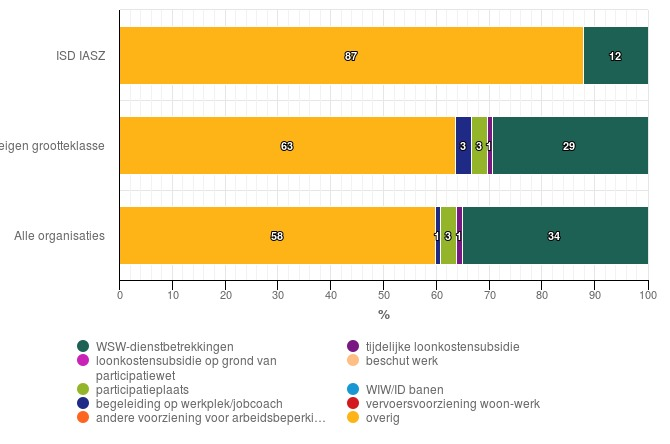 ISD IASZ
87
12
eigen grootteklasse
63
3
3
1
29
Alle organisaties
58
1
3
1
34
0 10 20 30 40 50 60 70 80 90 100
%
WSW-dienstbetrekkingen
tijdelijke loonkostensubsidie
loonkostensubsidie op grond van
participatiewet
beschut werk
participatieplaats
WIW/ID banen
begeleiding op werkplek/jobcoach
vervoersvoorziening woon-werk
andere voorziening voor arbeidsbeperki...
overig